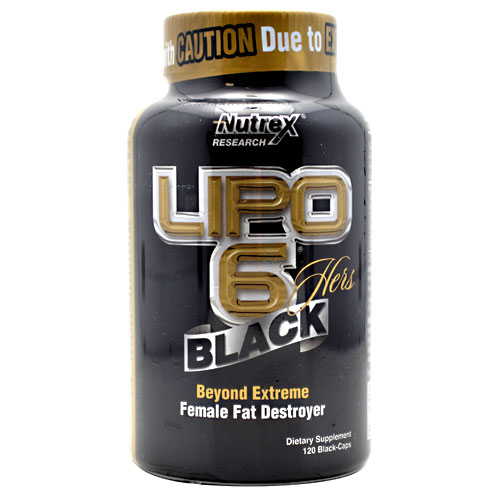 CAUTION Due to
Nutrex
RESEARCH
LIPO
6
Hers
BLACK
Beyond Extreme
Female Fat Destroyer
Dietary Supplement
120 Black-Caps